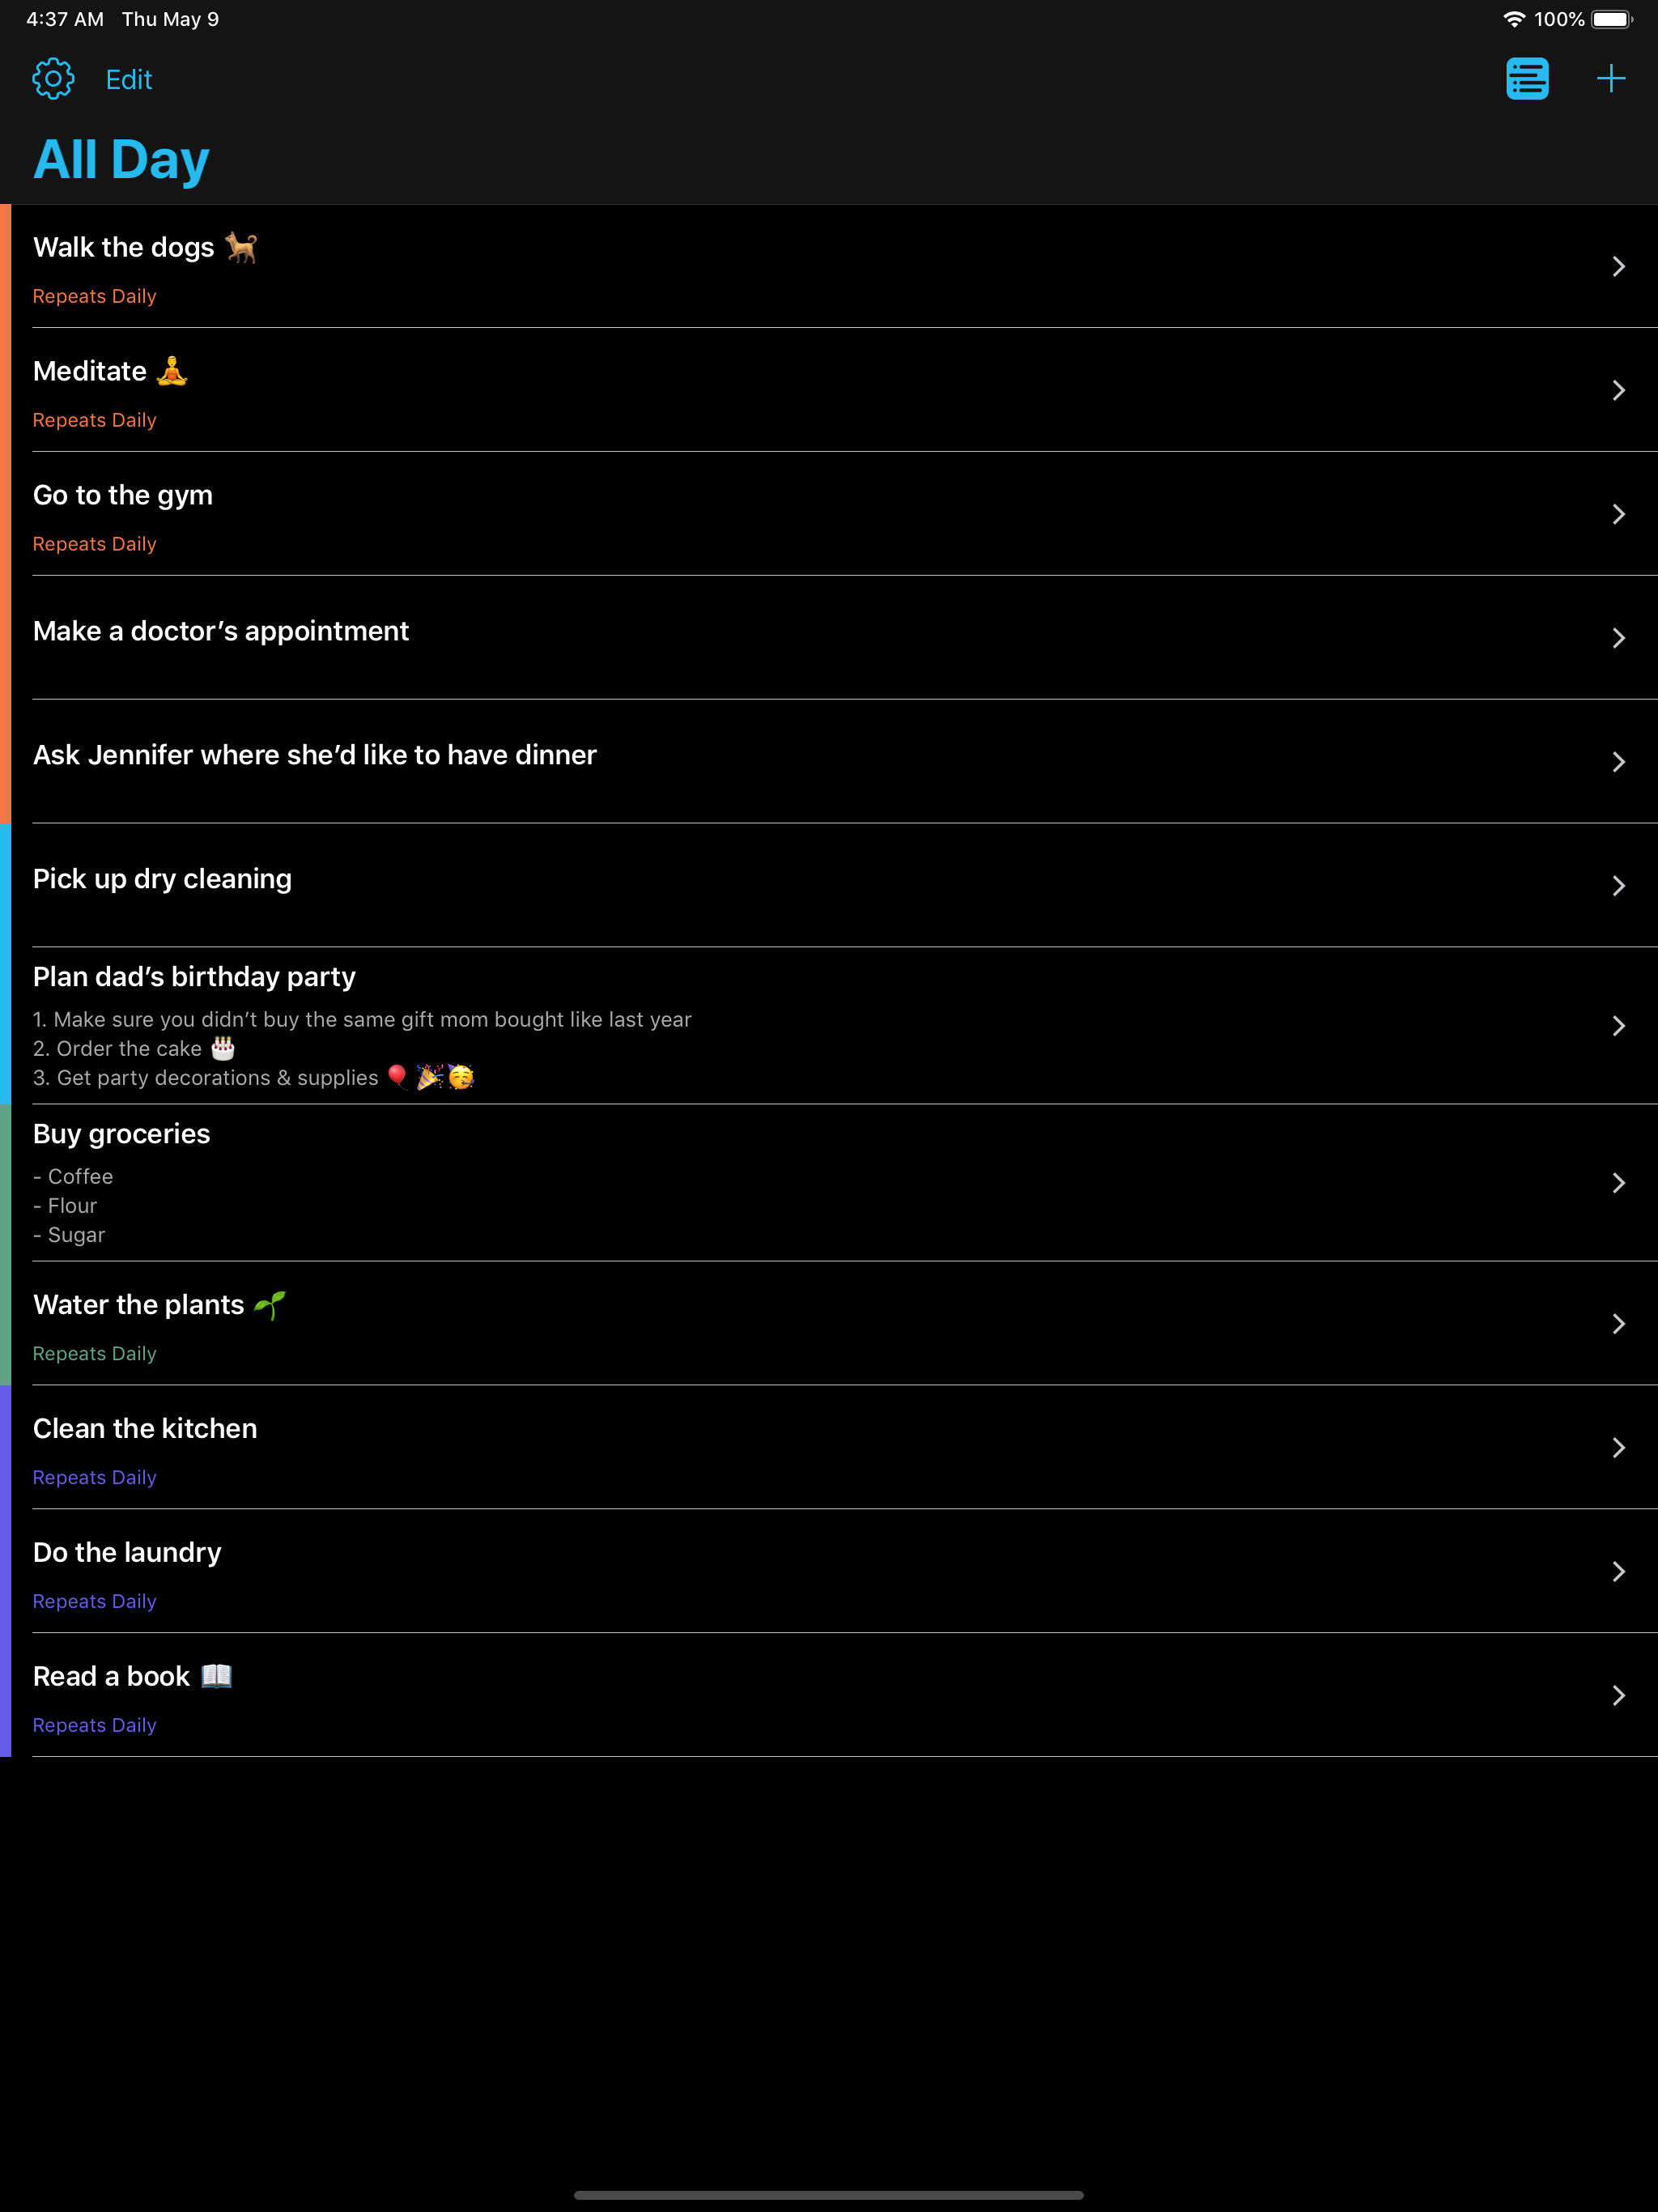 4:37 AM Thu May 9 100%
Edit
All Day
Walk the dogs 🐕
Repeats Daily
Meditate 🧘
Repeats Daily
Go to the gym
Repeats Daily
Make a doctor’s appointment
Ask Jennifer where she’d like to have dinner
Pick up dry cleaning
Plan dad’s birthday party
1. Make sure you didn’t buy the same gift mom bought like last year
2. Order the cake 🎂
3. Get party decorations & supplies 🎈🎉🥳
Buy groceries
- Coffee
- Flour
- Sugar
Water the plants 🌱
Repeats Daily
Clean the kitchen
Repeats Daily
Do the laundry
Repeats Daily
Read a book 📖
Repeats Daily